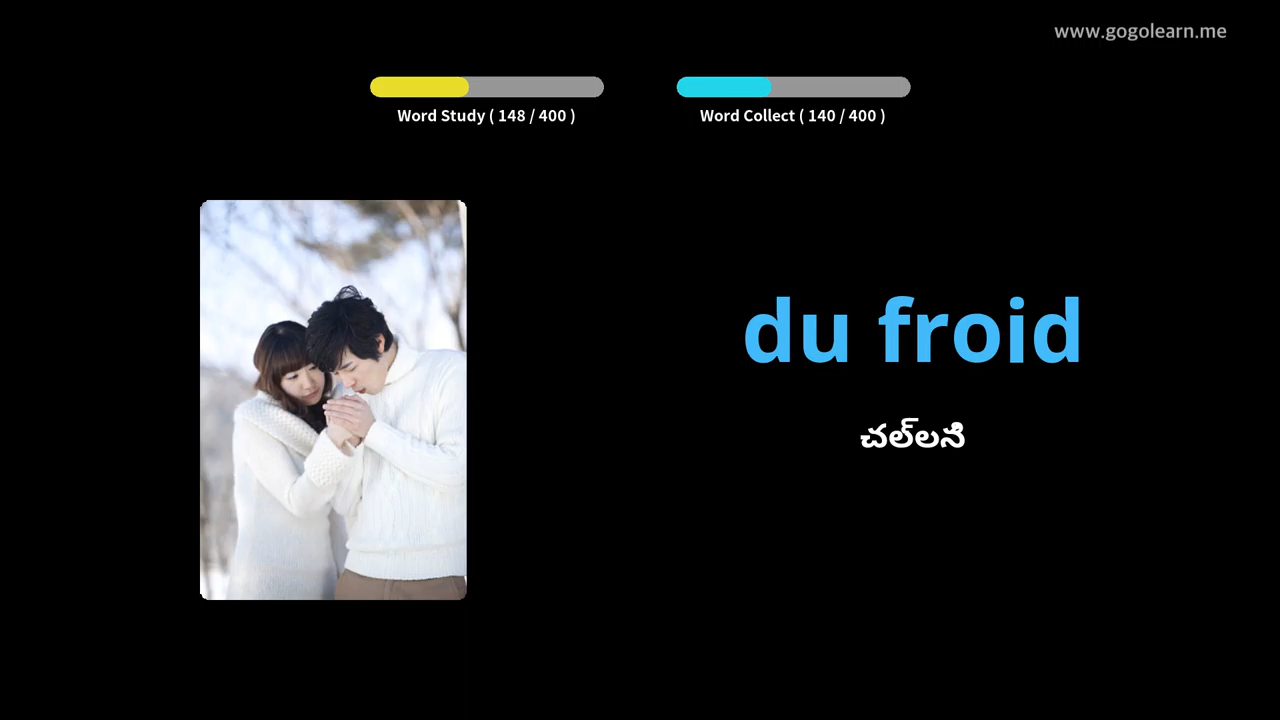 www.gogolearn.me
Word Study ( 148 / 400 )
Word Collect ( 140 / 400 )
du froid
చల్‌లని